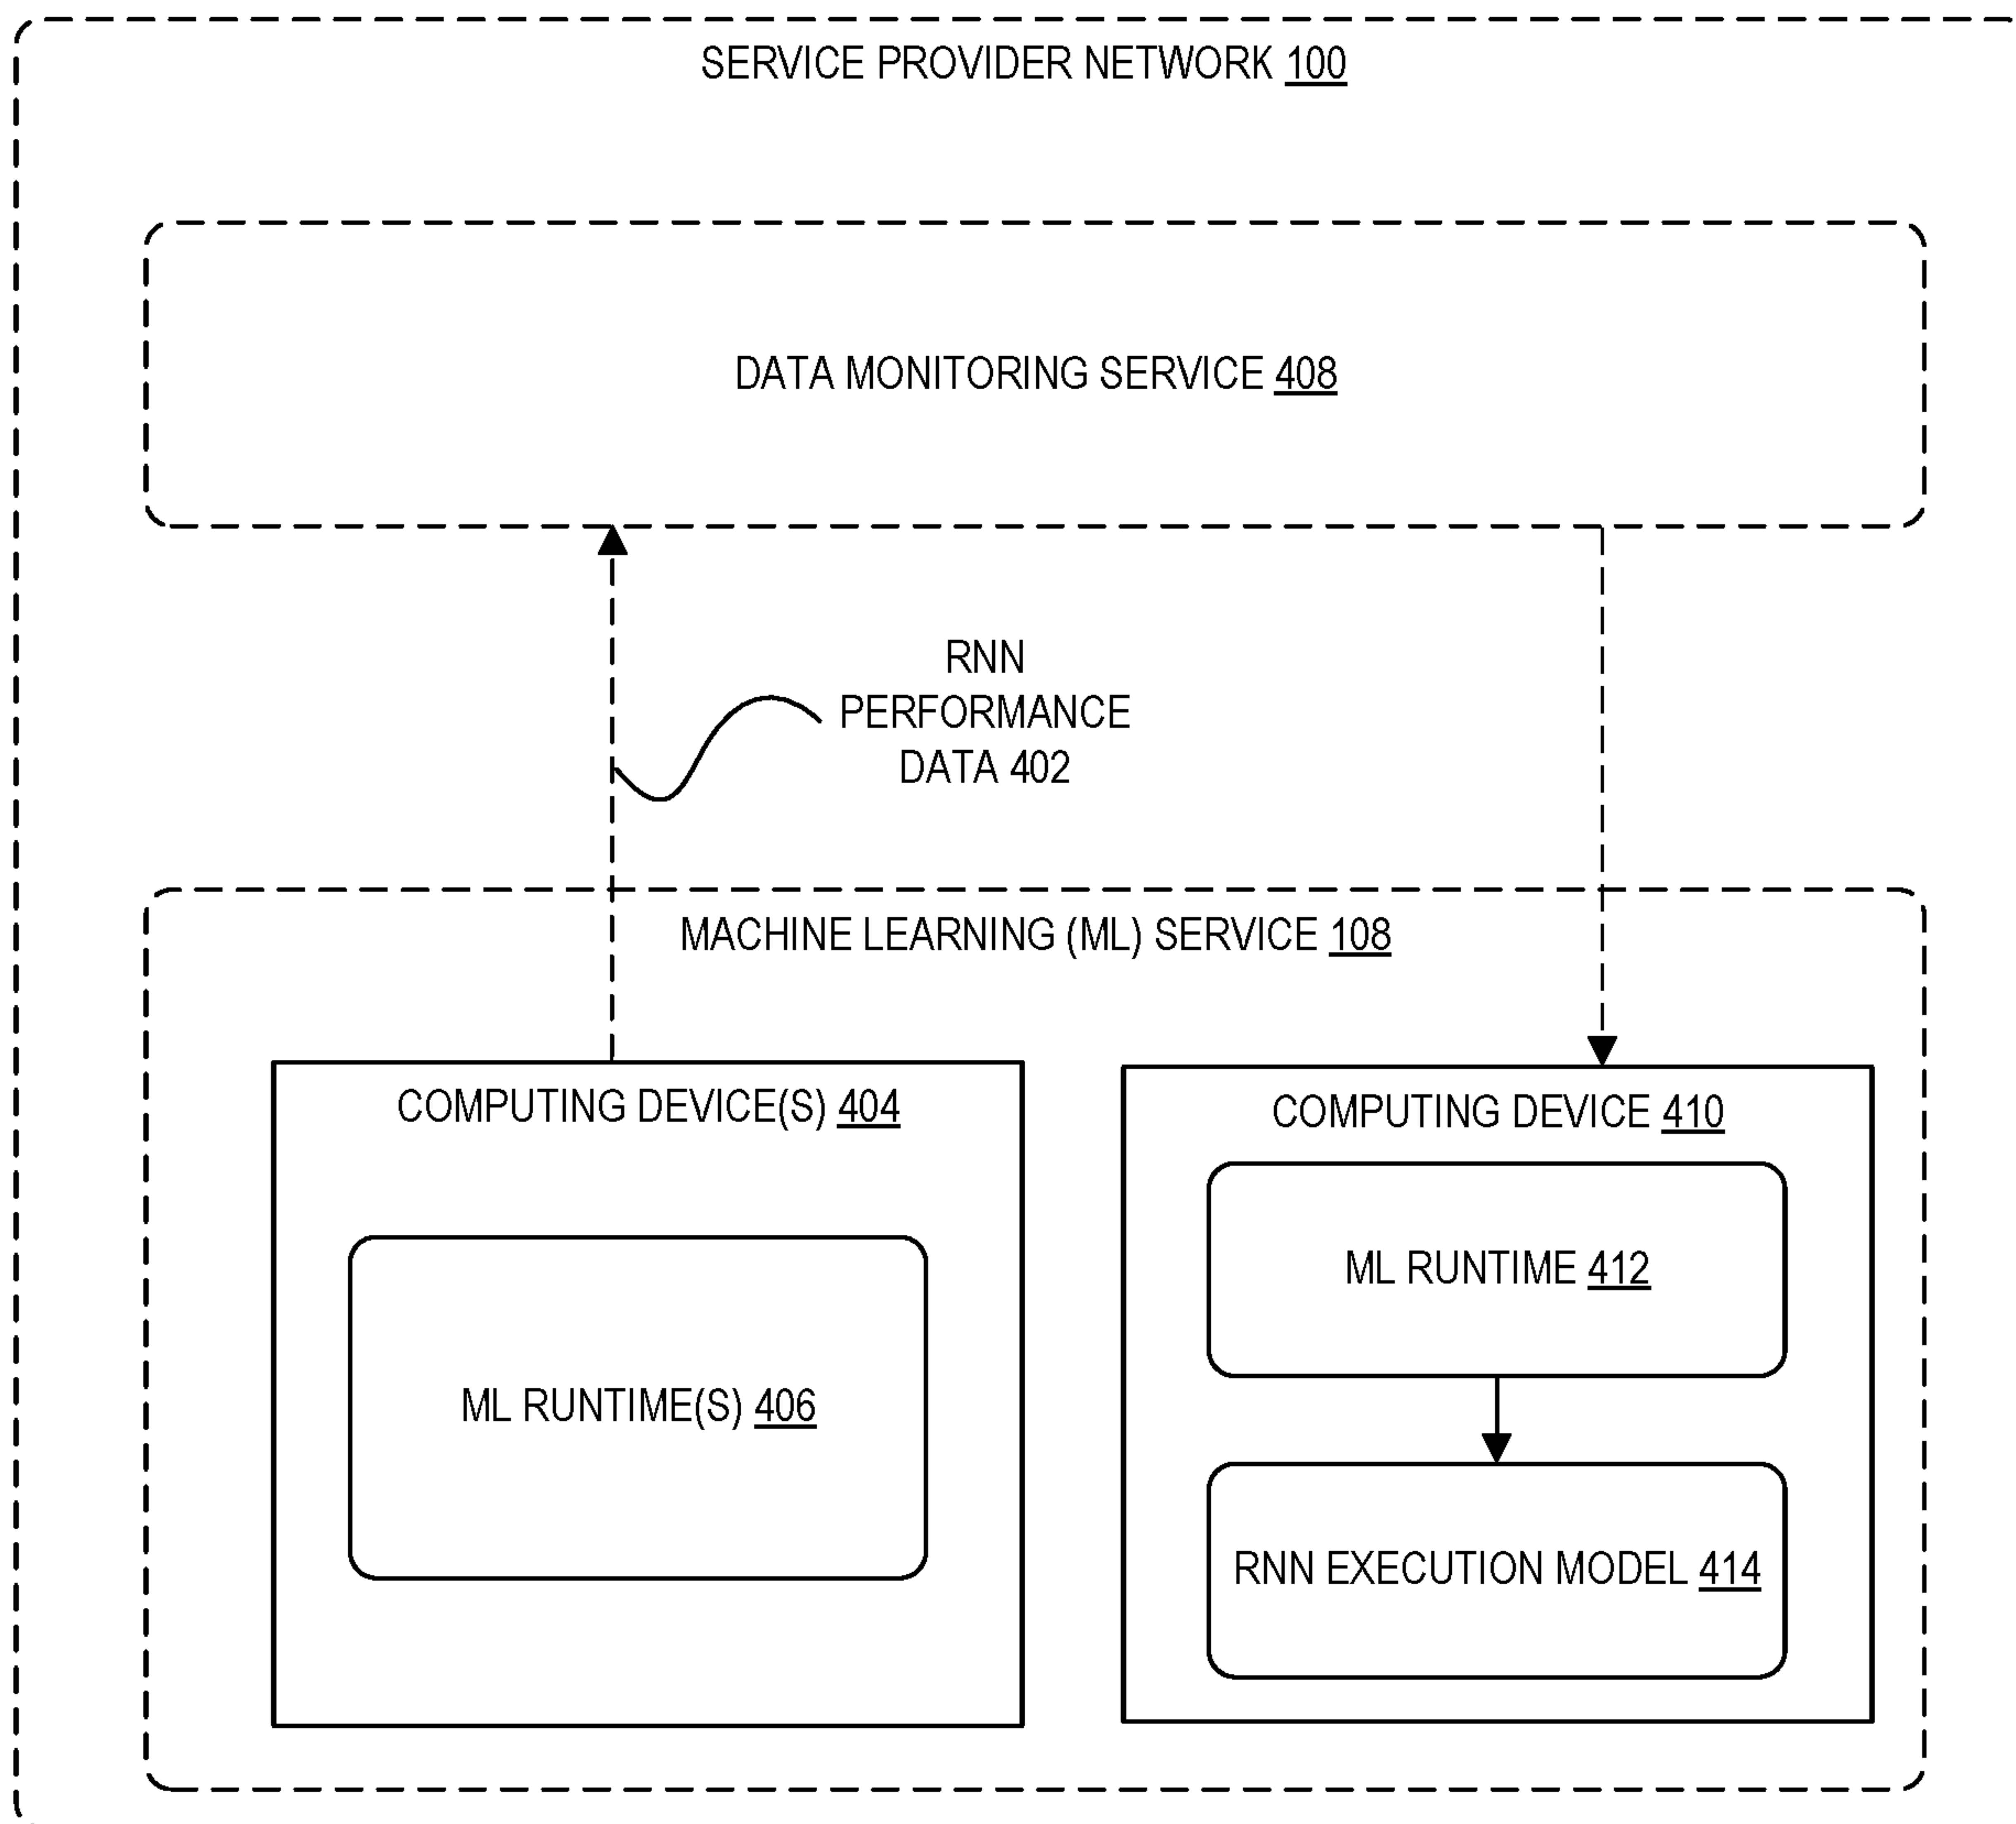 SERVICE PROVIDER NETWORK 100
DATA MONITORING SERVICE 408
RNN
PERFORMANCE
DATA 402
MACHINE LEARNING (ML) SERVICE 108
COMPUTING DEVICE(S) 404
ML RUNTIME(S) 406
COMPUTING DEVICE 410
ML RUNTIME 412
RNN EXECUTION MODEL 414